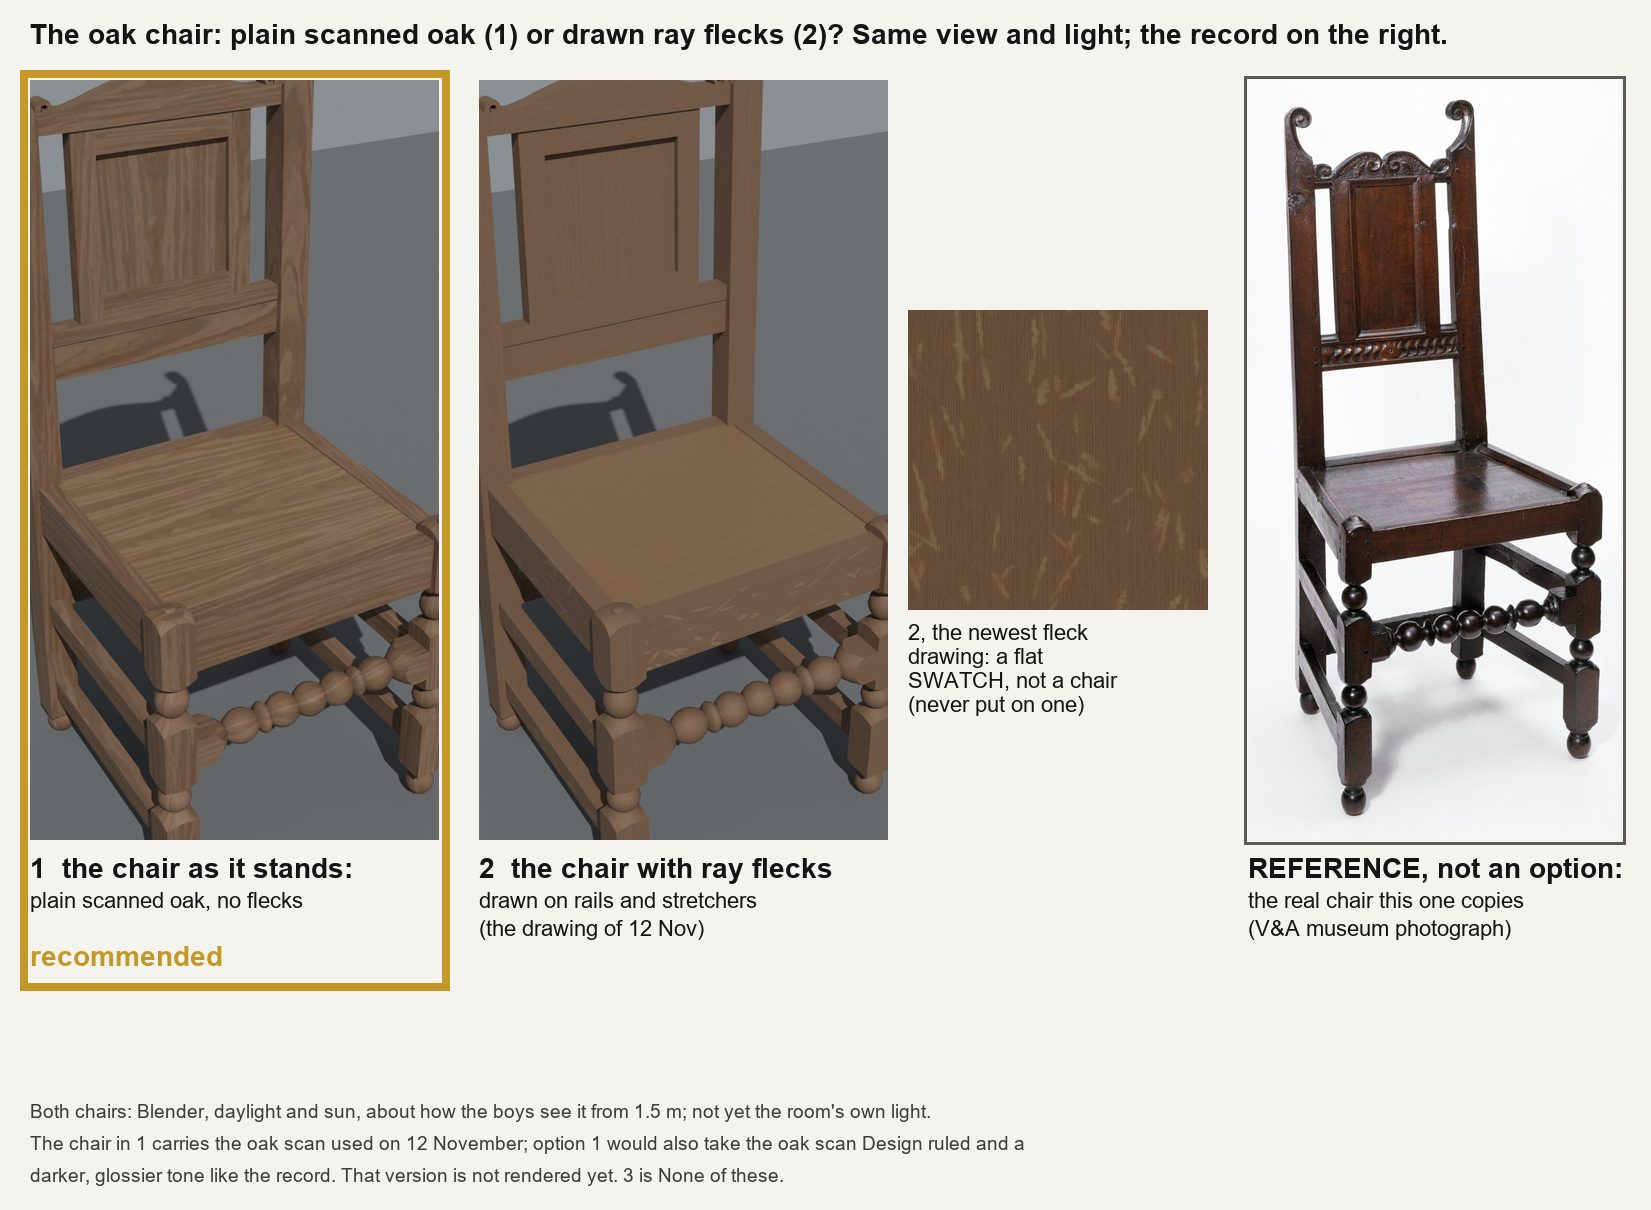 The oak chair: plain scanned oak (1) or drawn ray flecks (2)? Same view and light; the record on the right.
1 the chair as it stands:
plain scanned oak, no flecks
recommended
2 the chair with ray flecks
drawn on rails and stretchers
(the drawing of 12 Nov)
2, the newest fleck
drawing: a flat
SWATCH, not a chair
(never put on one)
REFERENCE, not an option:
the real chair this one copies
(V&A museum photograph)
Both chairs: Blender, daylight and sun, about how the boys see it from 1.5 m; not yet the room's own light.
The chair in 1 carries the oak scan used on 12 November; option 1 would also take the oak scan Design ruled and a
darker, glossier tone like the record. That version is not rendered yet. 3 is None of these.